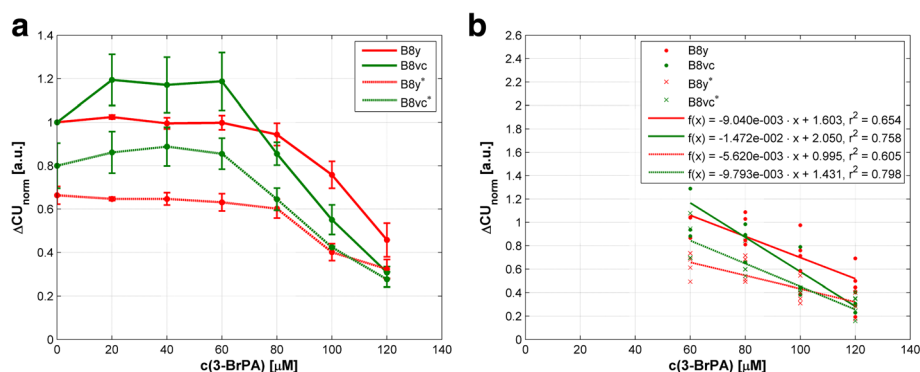 a
1.4
1.2
1
0.8
0.6
0.4
0.2
0
0 20 40 60 80 100 120 140
ΔCU_norm [a.u.]
c(3-BrPA) [μM]
B8y
B8vc
B8y*
B8vc*
b
2.6
2.4
2.2
2
1.8
1.6
1.4
1.2
1
0.8
0.6
0.4
0.2
0
0 20 40 60 80 100 120 140
ΔCU_norm [a.u.]
c(3-BrPA) [μM]
B8y
B8vc
B8y*
B8vc*
f(x) = -9.040e-003 · x + 1.603, r² = 0.654
f(x) = -1.472e-002 · x + 2.050, r² = 0.758
f(x) = -5.620e-003 · x + 0.995, r² = 0.605
f(x) = -9.793e-003 · x + 1.431, r² = 0.798